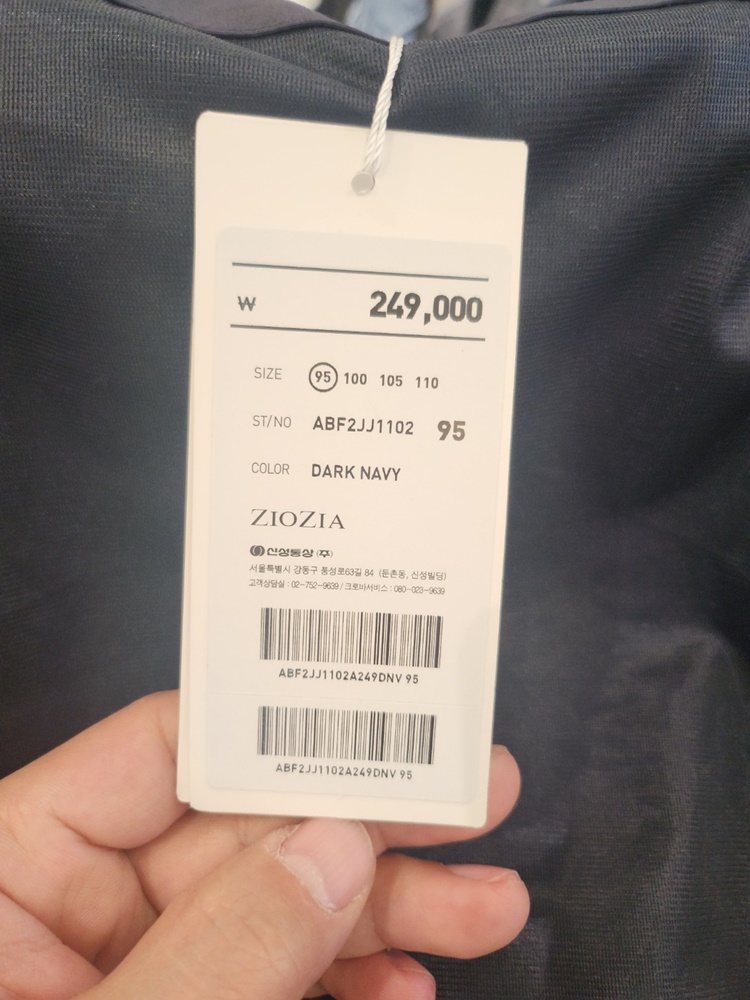 ₩ 249,000
SIZE 95 100 105 110
ST/NO ABF2JJ1102 95
COLOR DARK NAVY
ZIOZIA
신성통상(주)
서울특별시 강동구 풍성로63길 84 (둔촌동, 신성빌딩)
고객상담실 : 02-752-9639 / 크로바서비스 : 080-023-9639
ABF2JJ1102A249DNV 95
ABF2JJ1102A249DNV 95